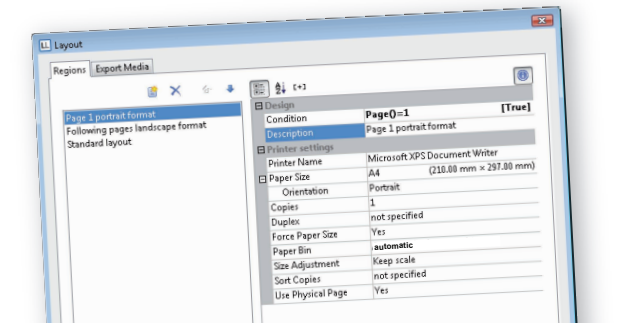 LL Layout
Regions Export Media
[+]
Page 1 portrait format
Following pages landscape format
Standard layout
Design
Condition Page()=1 [True]
Description Page 1 portrait format
Printer settings
Printer Name Microsoft XPS Document Writer
Paper Size A4 (210.00 mm × 297.00 mm)
Orientation Portrait
Copies 1
Duplex not specified
Force Paper Size Yes
Paper Bin automatic
Size Adjustment Keep scale
Sort Copies not specified
Use Physical Page Yes